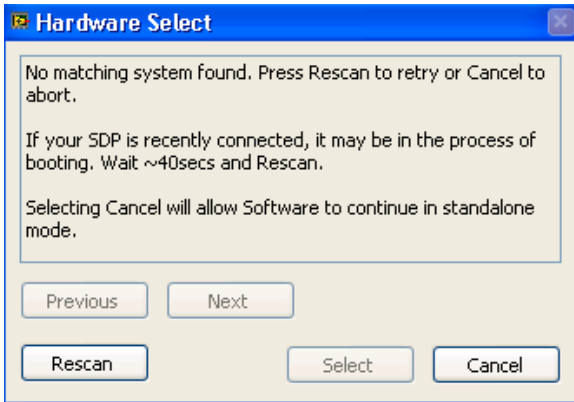 Hardware Select
No matching system found. Press Rescan to retry or Cancel to
abort.
If your SDP is recently connected, it may be in the process of
booting. Wait ~40secs and Rescan.
Selecting Cancel will allow Software to continue in standalone
mode.
Previous Next
Rescan Select Cancel